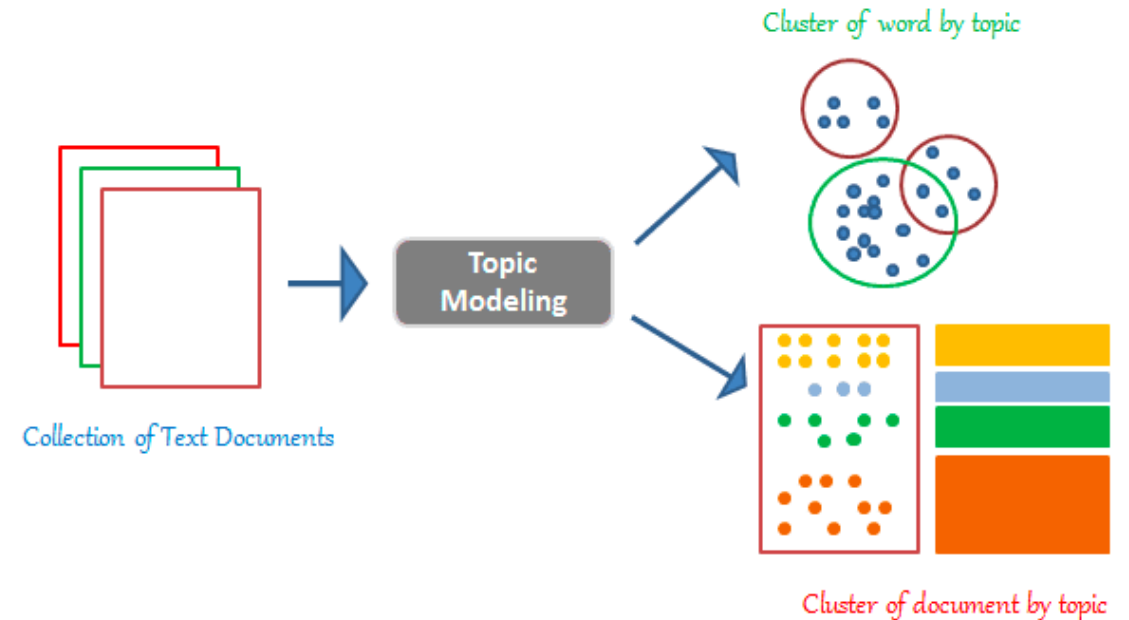 Cluster of word by topic
Topic
Modeling
Collection of Text Documents
Cluster of document by topic